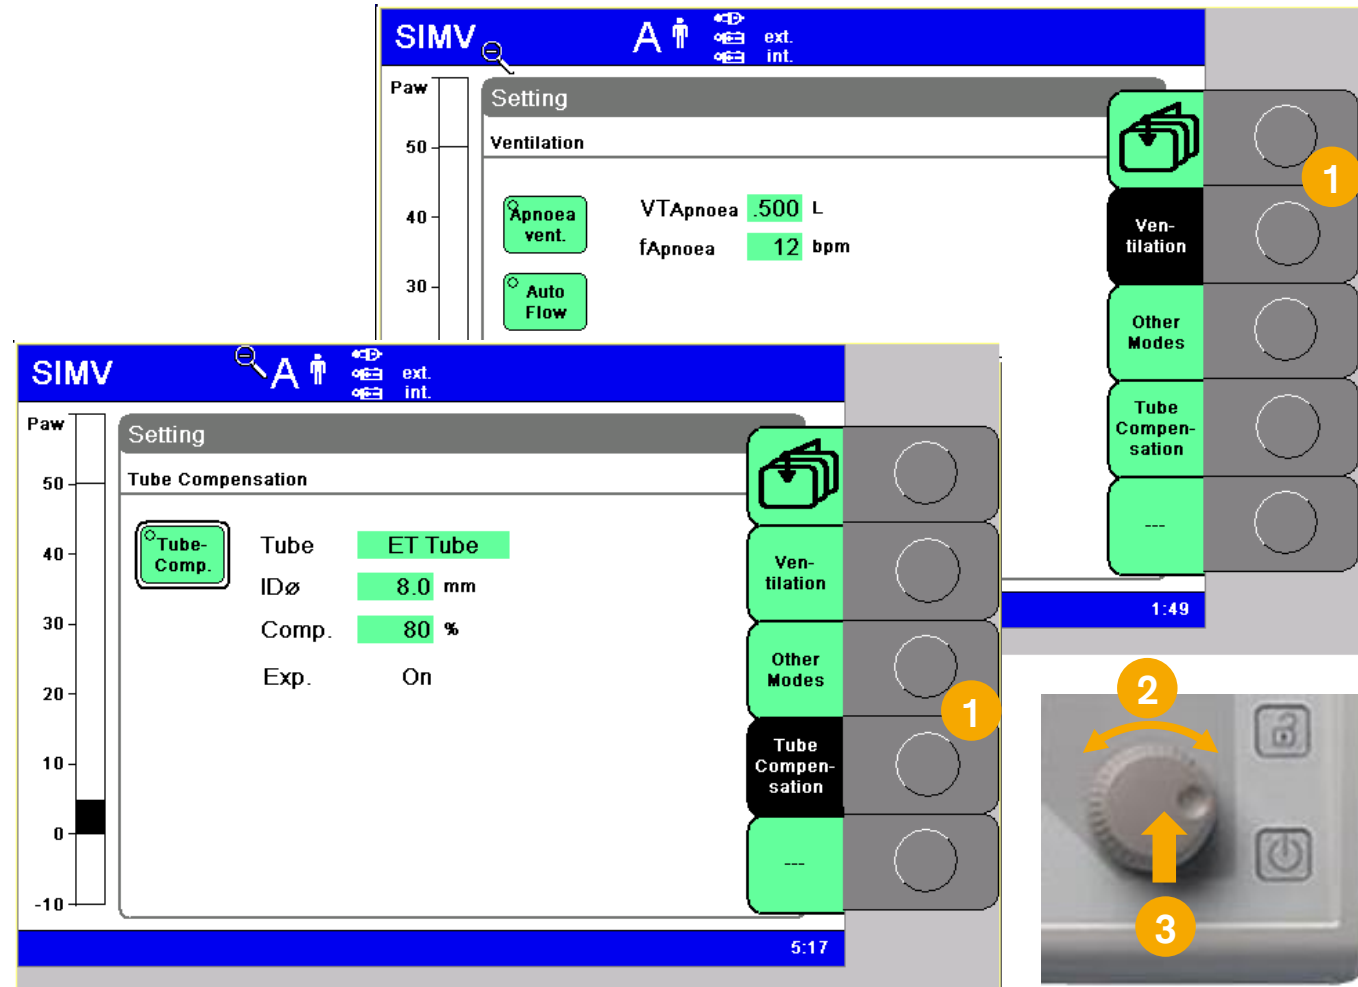 SIMV A ext.
int.
Paw
Setting
Ventilation
50
40
30
Apnoea
vent.
VTApnoea .500 L
fApnoea 12 bpm
Auto
Flow
1
Ven-
tilation
Other
Modes
Tube
Compen-
sation
---
1:49
SIMV A ext.
int.
Paw
Setting
Tube Compensation
50
40
30
20
10
0
-10
Tube-
Comp.
Tube ET Tube
IDø 8.0 mm
Comp. 80 %
Exp. On
Ven-
tilation
Other
Modes
1
Tube
Compen-
sation
---
5:17
2
3